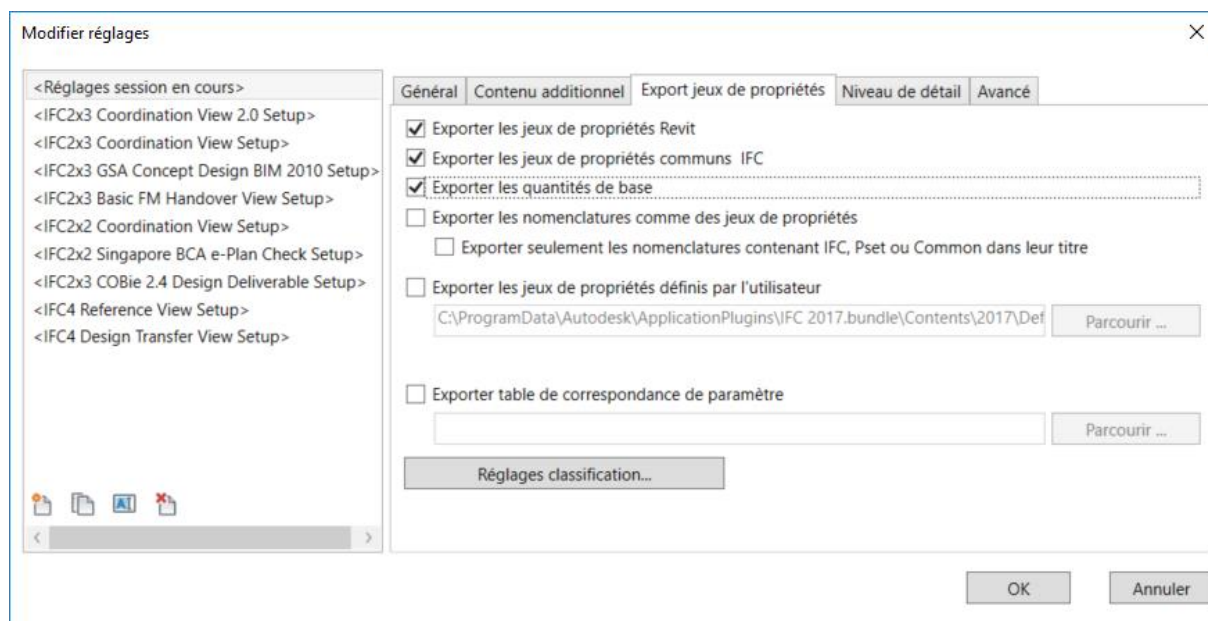 Modifier réglages
<Réglages session en cours>
<IFC2x3 Coordination View 2.0 Setup>
<IFC2x3 Coordination View Setup>
<IFC2x3 GSA Concept Design BIM 2010 Setup>
<IFC2x3 Basic FM Handover View Setup>
<IFC2x2 Coordination View Setup>
<IFC2x2 Singapore BCA e-Plan Check Setup>
<IFC2x3 COBie 2.4 Design Deliverable Setup>
<IFC4 Reference View Setup>
<IFC4 Design Transfer View Setup>
Général Contenu additionnel Export jeux de propriétés Niveau de détail Avancé
Exporter les jeux de propriétés Revit
Exporter les jeux de propriétés communs IFC
Exporter les quantités de base
Exporter les nomenclatures comme des jeux de propriétés
Exporter seulement les nomenclatures contenant IFC, Pset ou Common dans leur titre
Exporter les jeux de propriétés définis par l'utilisateur
C:\ProgramData\Autodesk\ApplicationPlugins\IFC 2017.bundle\Contents\2017\Def Parcourir ...
Exporter table de correspondance de paramètre
Parcourir ...
Réglages classification...
OK Annuler